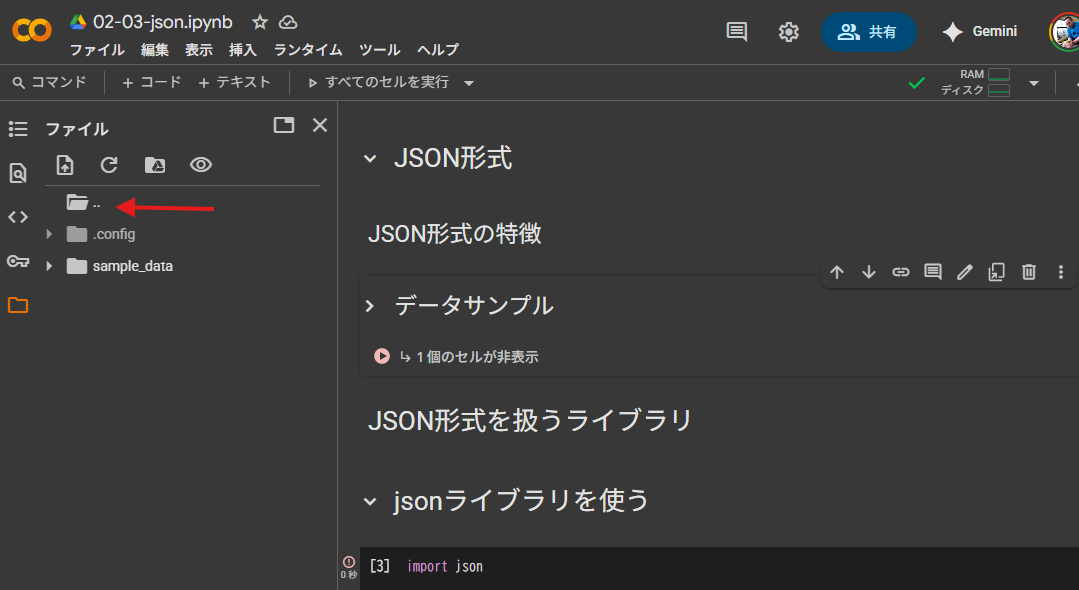 02-03-json.ipynb
ファイル 編集 表示 挿入 ランタイム ツール ヘルプ
共有
Gemini
コマンド + コード + テキスト すべてのセルを実行
RAM
ディスク
ファイル
..
.config
sample_data
JSON形式
JSON形式の特徴
データサンプル
↳ 1 個のセルが非表示
JSON形式を扱うライブラリ
jsonライブラリを使う
0 秒
[3] import json